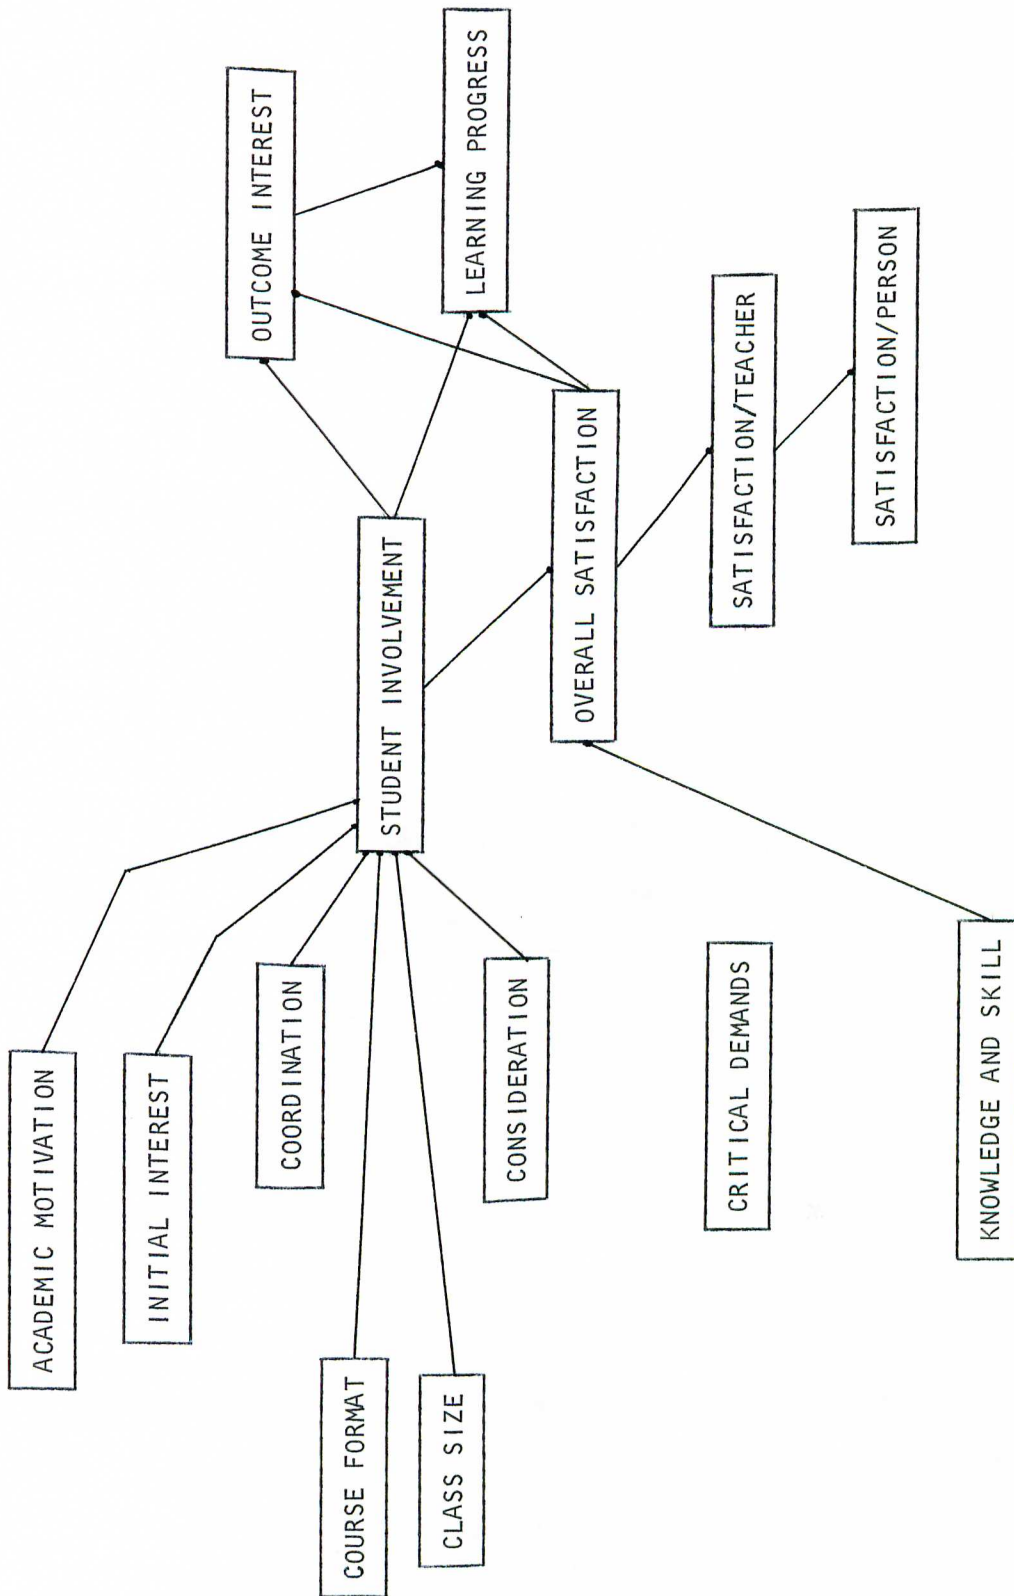 ACADEMIC MOTIVATION
INITIAL INTEREST
COORDINATION
COURSE FORMAT
CLASS SIZE
CONSIDERATION
CRITICAL DEMANDS
KNOWLEDGE AND SKILL
STUDENT INVOLVEMENT
OVERALL SATISFACTION
OUTCOME INTEREST
LEARNING PROGRESS
SATISFACTION/TEACHER
SATISFACTION/PERSON